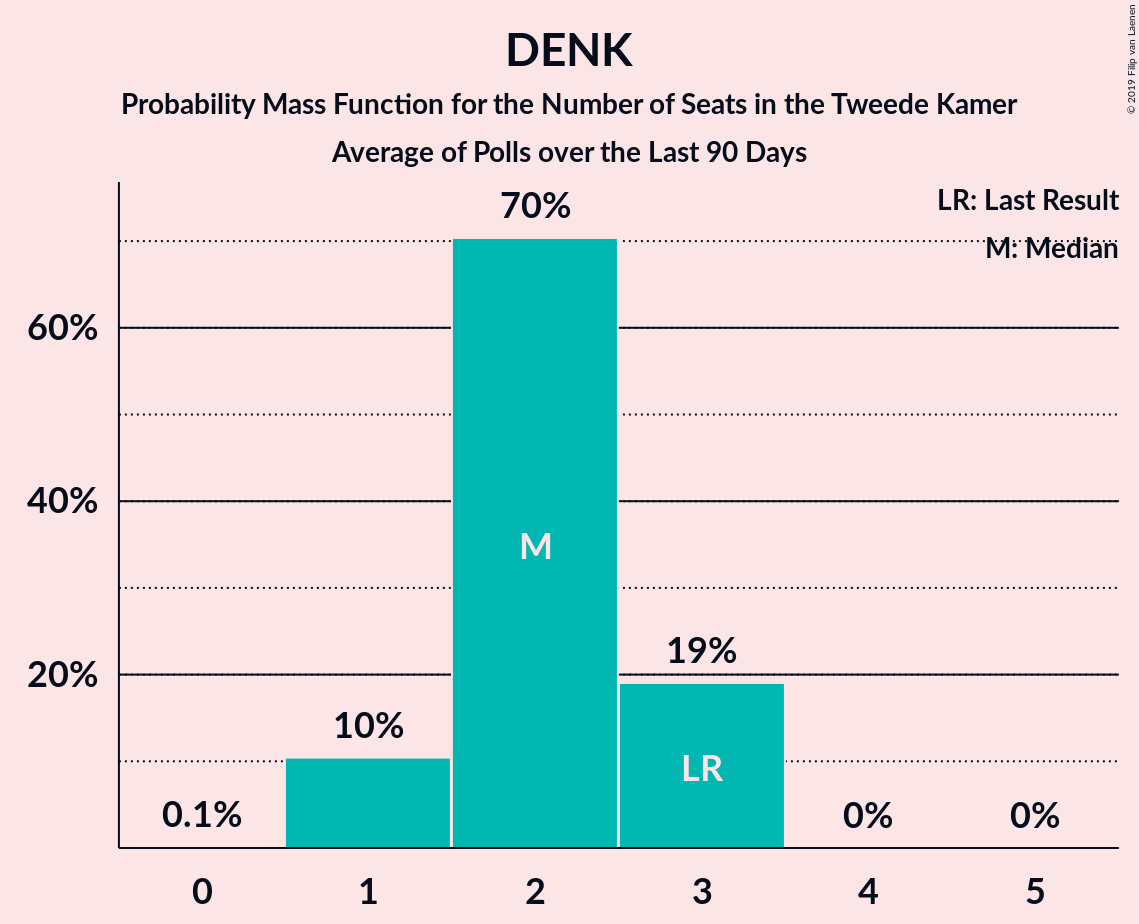 DENK
Probability Mass Function for the Number of Seats in the Tweede Kamer
Average of Polls over the Last 90 Days
© 2019 Filip van Laenen
LR: Last Result
M: Median
70%
60%
40%
20%
M
19%
LR
10%
0.1%
0%
0%
0 1 2 3 4 5